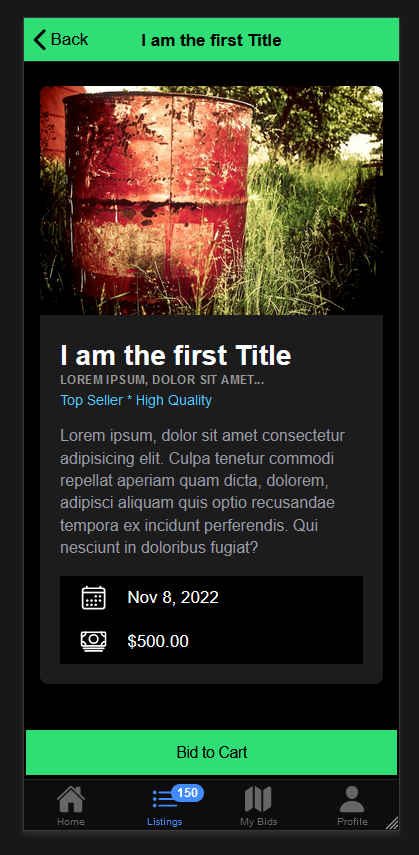 Back
I am the first Title
I am the first Title
LOREM IPSUM, DOLOR SIT AMET...
Top Seller * High Quality
Lorem ipsum, dolor sit amet consectetur
adipisicing elit. Culpa tenetur commodi
repellat aperiam quam dicta, dolorem,
adipisci aliquam quis optio recusandae
tempora ex incidunt perferendis. Qui
nesciunt in doloribus fugiat?
Nov 8, 2022
$500.00
Bid to Cart
150
Home
Listings
My Bids
Profile